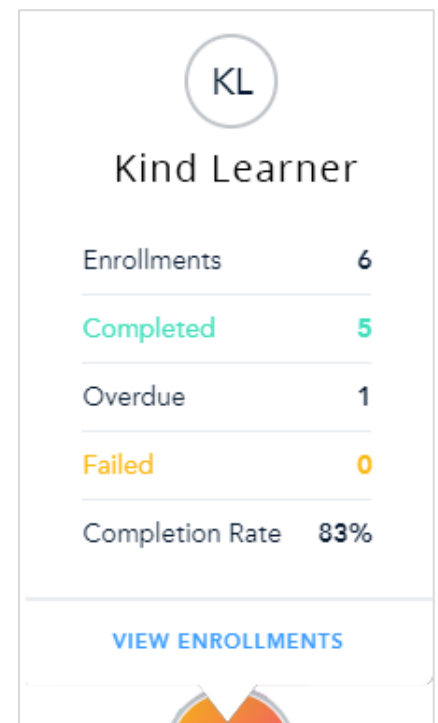 KL
Kind Learner
Enrollments 6
Completed 5
Overdue 1
Failed 0
Completion Rate 83%
VIEW ENROLLMENTS